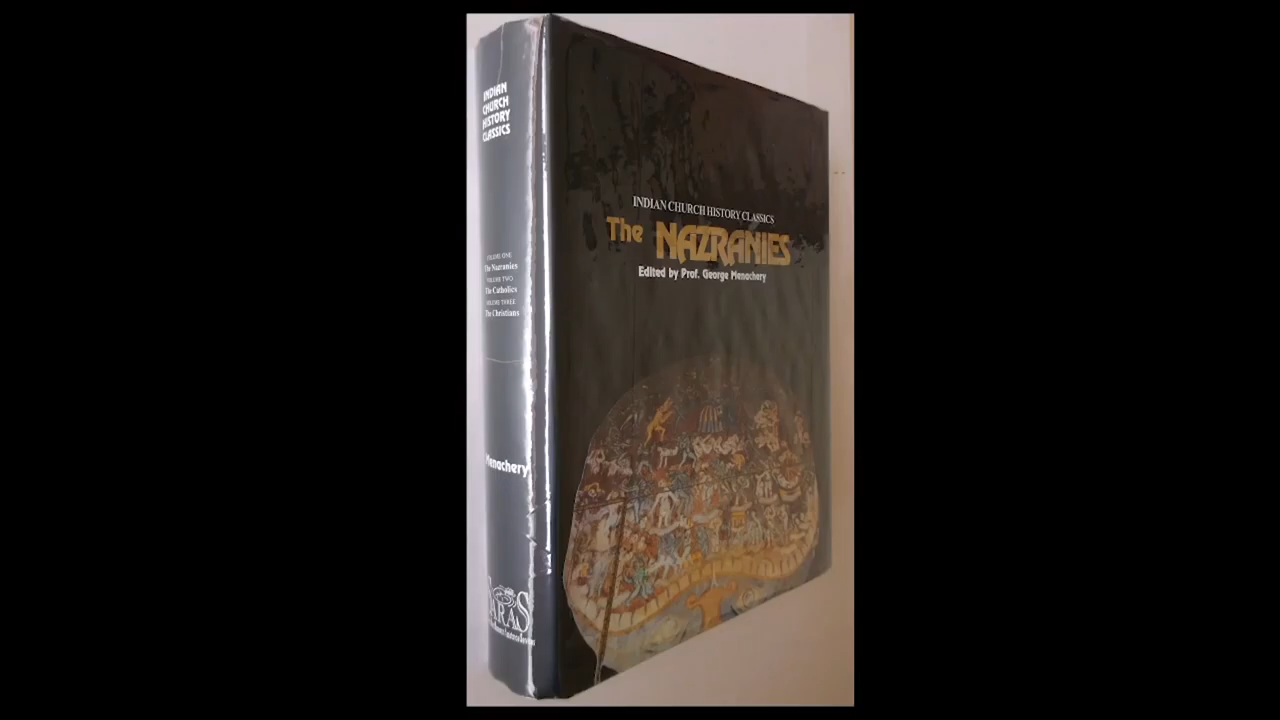 INDIAN
CHURCH
HISTORY
CLASSICS
VOLUME ONE
The Nazranies
VOLUME TWO
The Catholics
VOLUME THREE
The Christians
Menachery
SARAS
INDIAN CHURCH HISTORY CLASSICS
The NAZRANIES
Edited by Prof. George Menachery